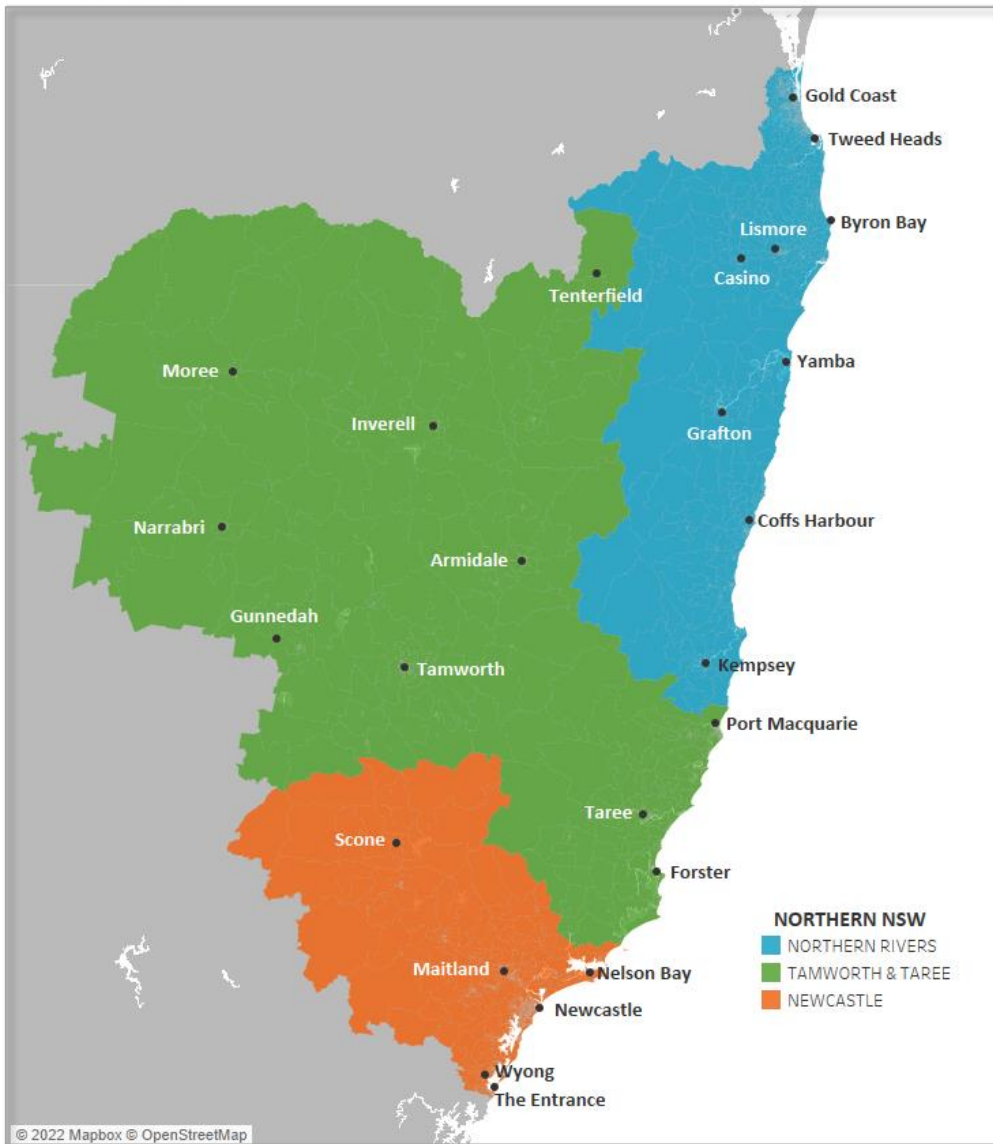 Gold Coast
Tweed Heads
Byron Bay
Lismore
Casino
Tenterfield
Yamba
Moree
Grafton
Inverell
Coffs Harbour
Narrabri
Armidale
Gunnedah
Kempsey
Tamworth
Port Macquarie
Taree
Scone
Forster
NORTHERN NSW
NORTHERN RIVERS
TAMWORTH & TAREE
NEWCASTLE
Maitland
Nelson Bay
Newcastle
Wyong
The Entrance
© 2022 Mapbox © OpenStreetMap